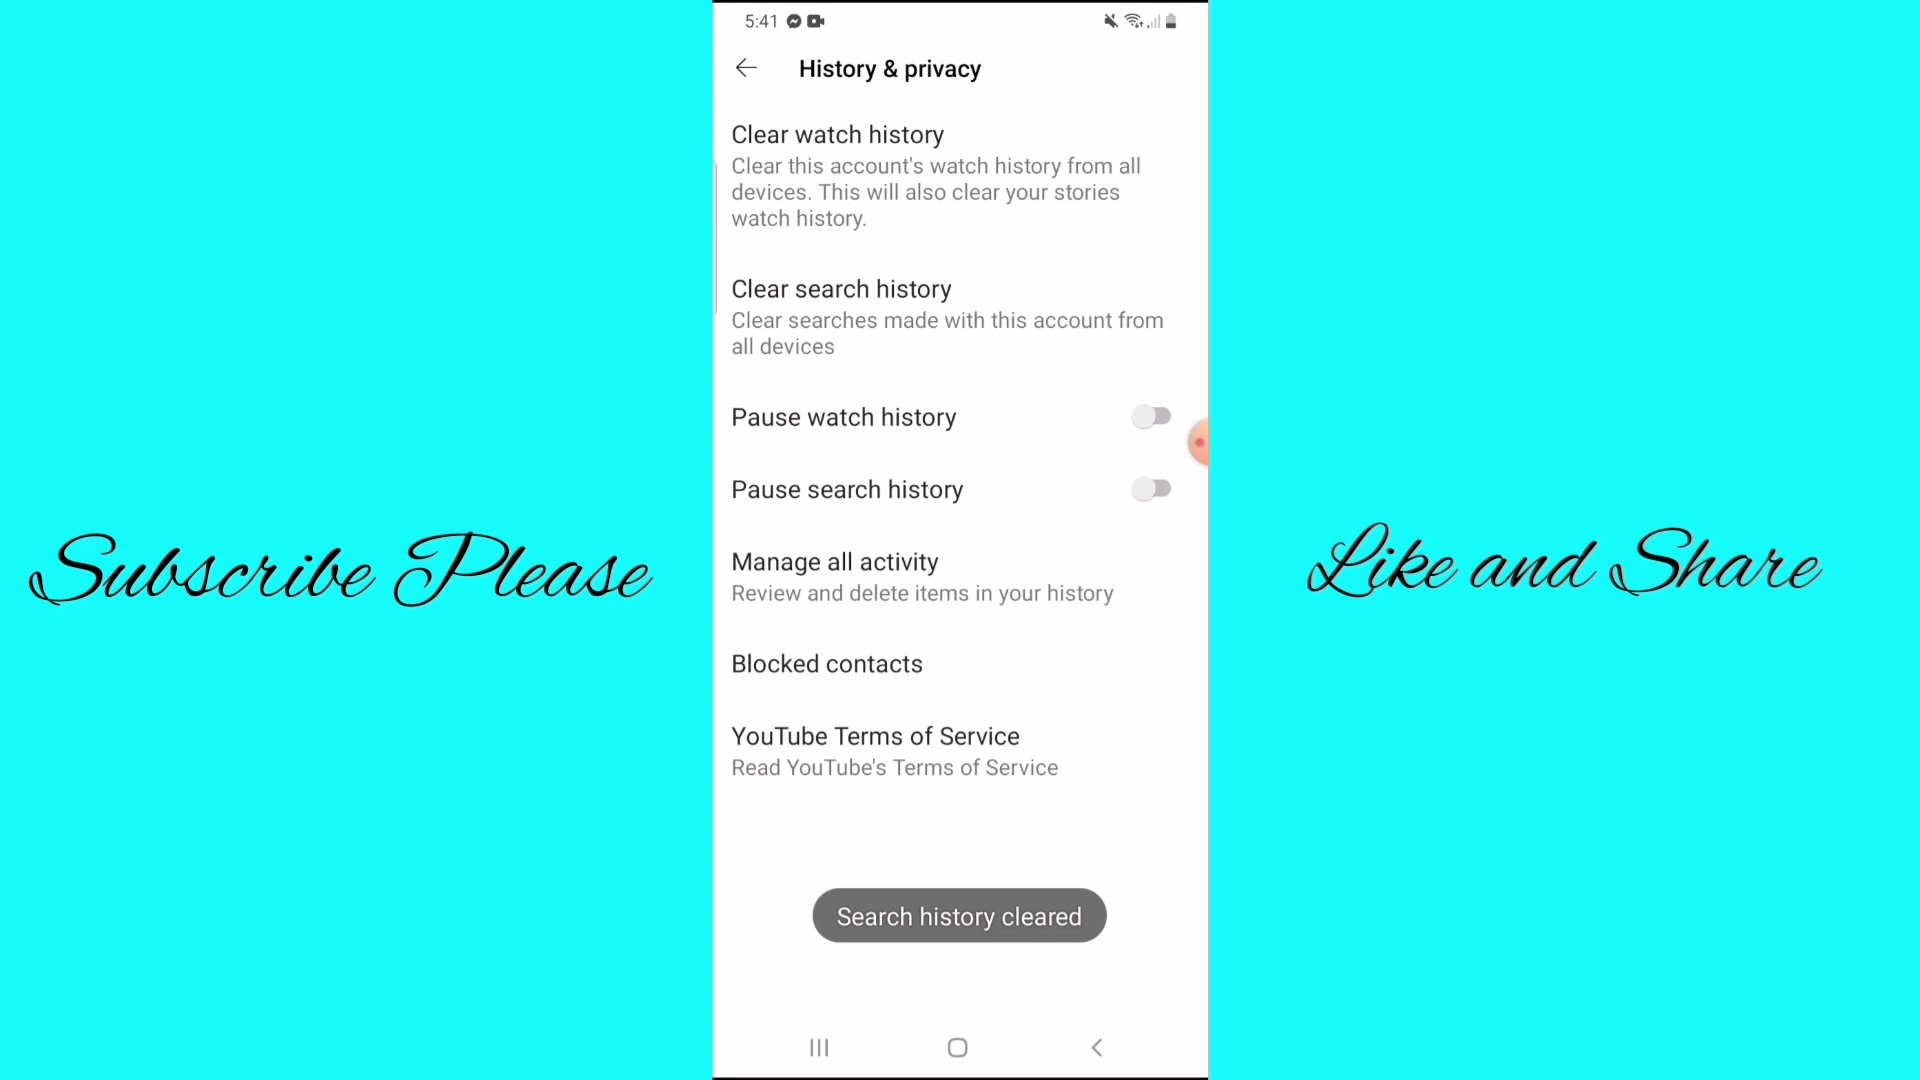 5:41
History & privacy
Clear watch history
Clear this account's watch history from all
devices. This will also clear your stories
watch history.
Clear search history
Clear searches made with this account from
all devices
Pause watch history
Pause search history
Manage all activity
Review and delete items in your history
Blocked contacts
YouTube Terms of Service
Read YouTube's Terms of Service
Search history cleared
Subscribe Please
Like and Share